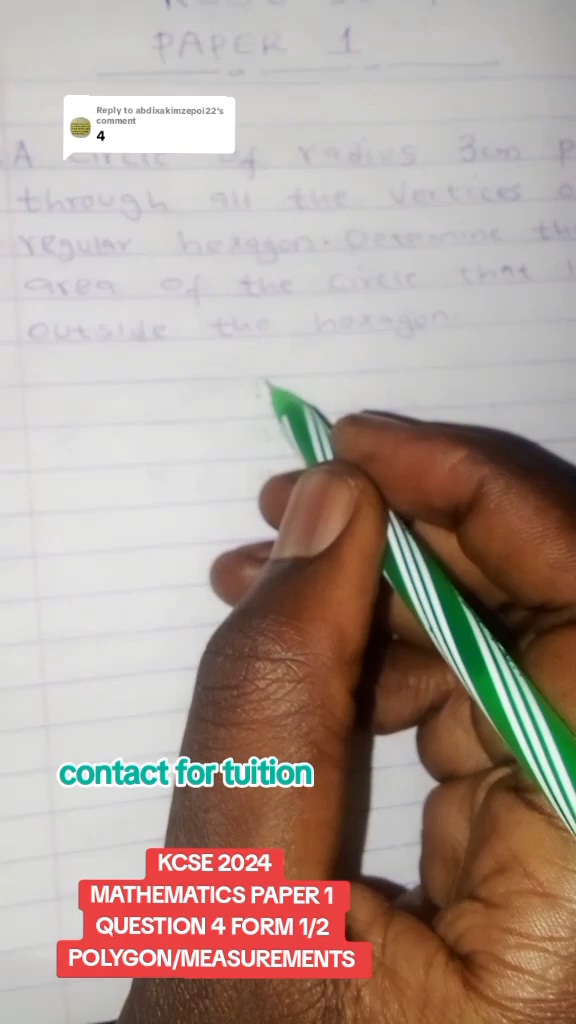 PAPER 1
Reply to abdixakimzepoi22's
comment
4
A circle of radius 3cm
through all the vertices
regular hexagon. Detemine
area of the circle that
outside the hexagon.
contact for tuition
KCSE 2024
MATHEMATICS PAPER 1
QUESTION 4 FORM 1/2
POLYGON/MEASUREMENTS